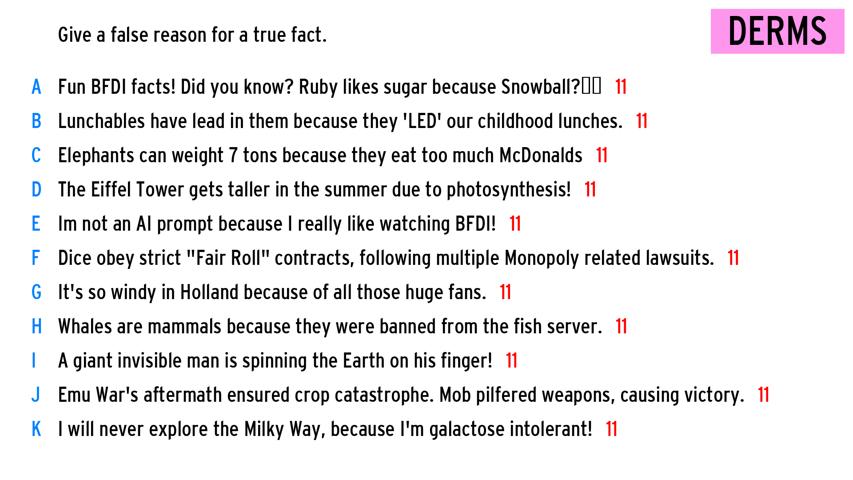 Give a false reason for a true fact.
DERMS
A Fun BFDI facts! Did you know? Ruby likes sugar because Snowball?▯▯ 11
B Lunchables have lead in them because they 'LED' our childhood lunches. 11
C Elephants can weight 7 tons because they eat too much McDonalds 11
D The Eiffel Tower gets taller in the summer due to photosynthesis! 11
E Im not an AI prompt because I really like watching BFDI! 11
F Dice obey strict "Fair Roll" contracts, following multiple Monopoly related lawsuits. 11
G It's so windy in Holland because of all those huge fans. 11
H Whales are mammals because they were banned from the fish server. 11
I A giant invisible man is spinning the Earth on his finger! 11
J Emu War's aftermath ensured crop catastrophe. Mob pilfered weapons, causing victory. 11
K I will never explore the Milky Way, because I'm galactose intolerant! 11